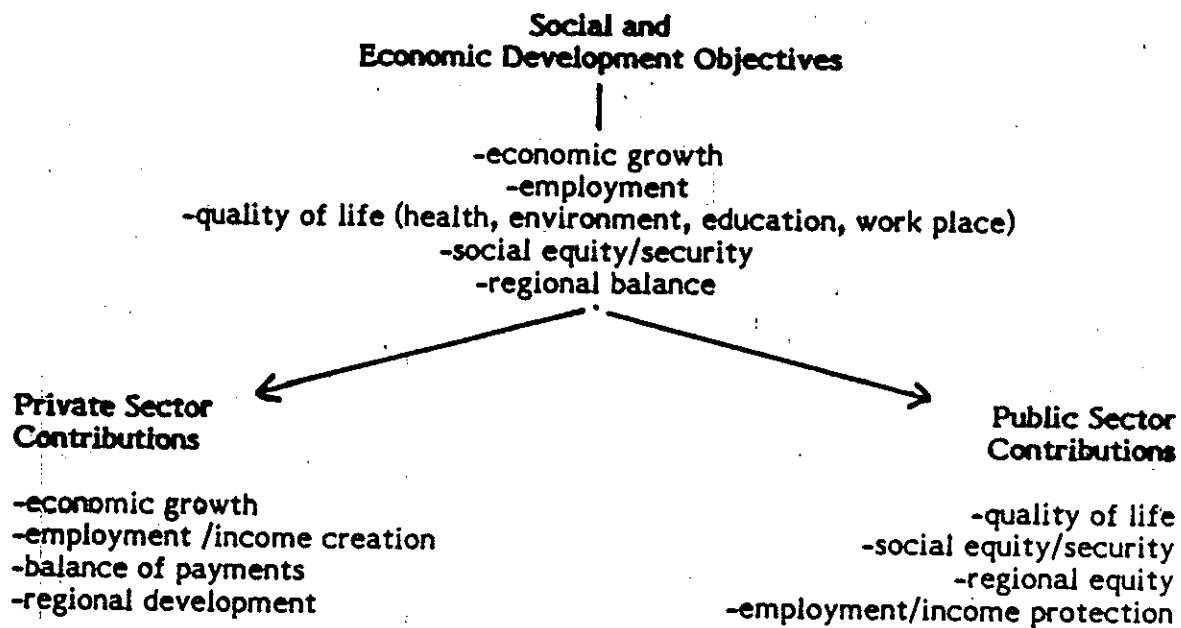 Social and
Economic Development Objectives
-economic growth
-employment
-quality of life (health, environment, education, work place)
-social equity/security
-regional balance
Private Sector
Contributions
-economic growth
-employment /income creation
-balance of payments
-regional development
Public Sector
Contributions
-quality of life
-social equity/security
-regional equity
-employment/income protection